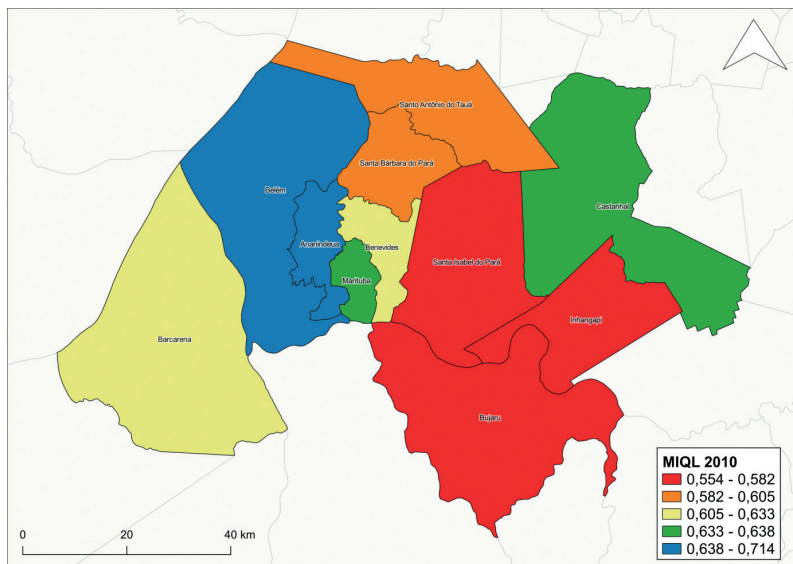 Santo Antônio do Tauá
Santa Bárbara do Pará
Belém
Castanhal
Ananindeua
Benevides
Santa Isabel do Pará
Marituba
Inhangapi
Barcarena
Bujaru
MIQL 2010
0,554 - 0,582
0,582 - 0,605
0,605 - 0,633
0,633 - 0,638
0,638 - 0,714
0 20 40 km